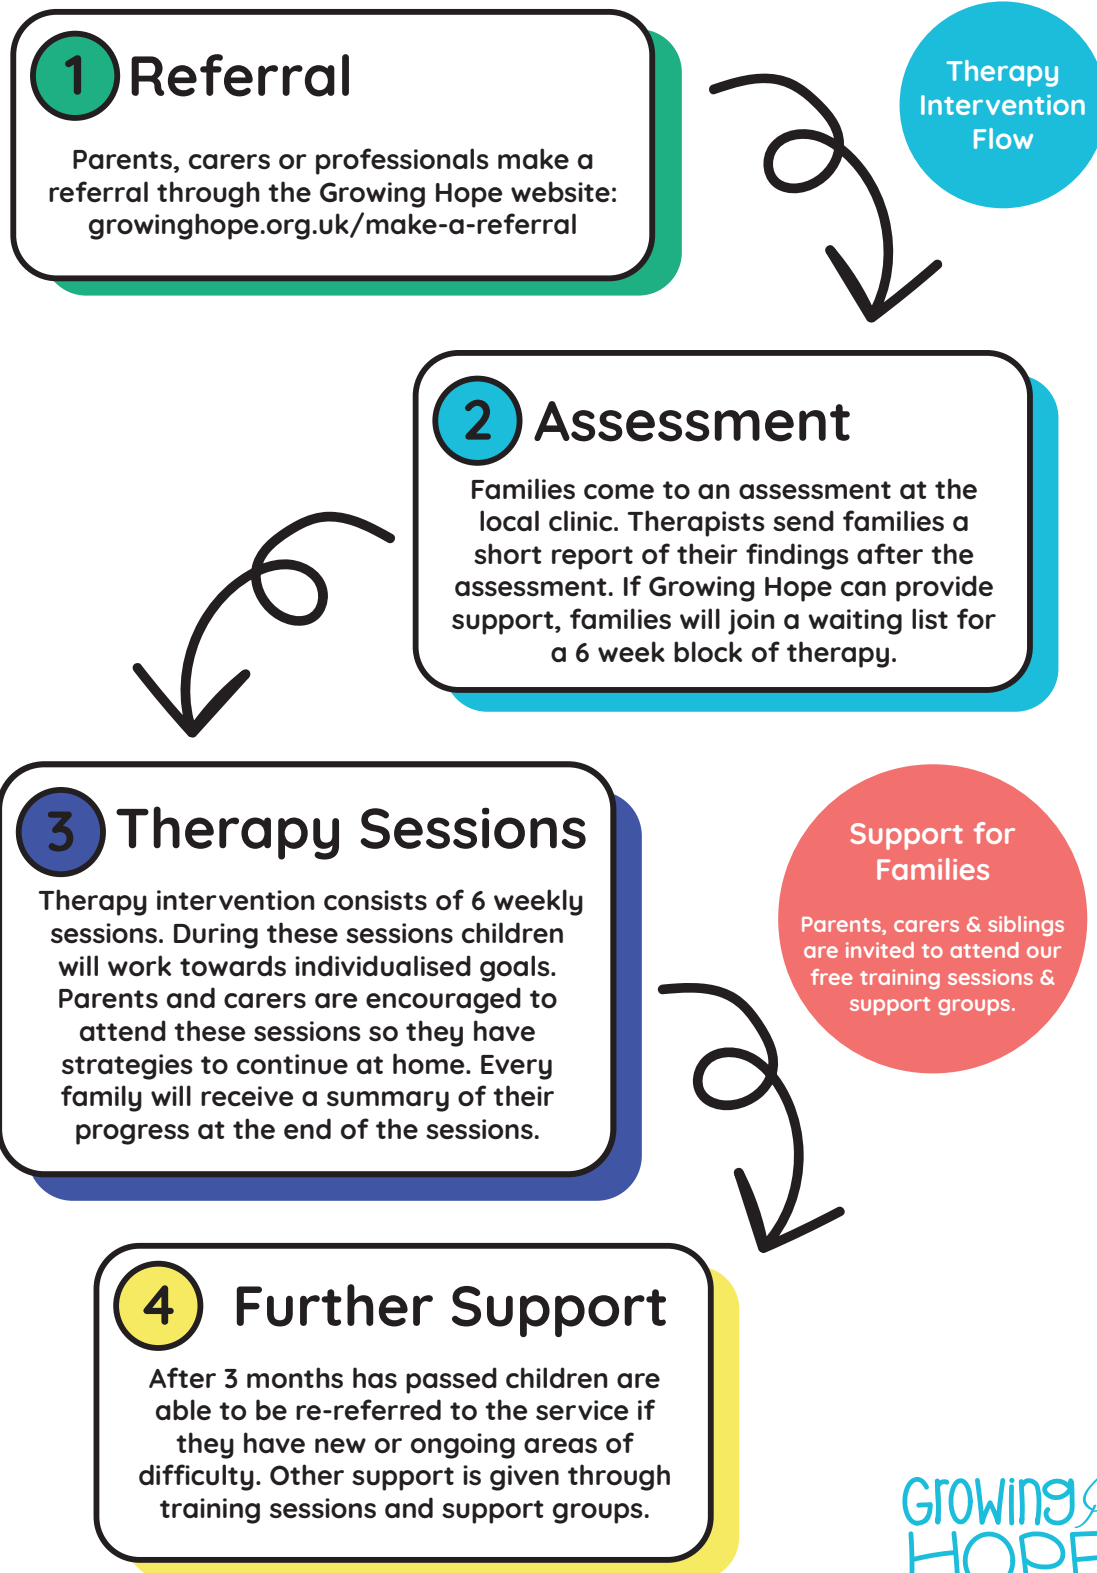 1 Referral
Parents, carers or professionals make a
referral through the Growing Hope website:
growinghope.org.uk/make-a-referral
Therapy
Intervention
Flow
2 Assessment
Families come to an assessment at the
local clinic. Therapists send families a
short report of their findings after the
assessment. If Growing Hope can provide
support, families will join a waiting list for
a 6 week block of therapy.
3 Therapy Sessions
Therapy intervention consists of 6 weekly
sessions. During these sessions children
will work towards individualised goals.
Parents and carers are encouraged to
attend these sessions so they have
strategies to continue at home. Every
family will receive a summary of their
progress at the end of the sessions.
Support for
Families
Parents, carers & siblings
are invited to attend our
free training sessions &
support groups.
4 Further Support
After 3 months has passed children are
able to be re-referred to the service if
they have new or ongoing areas of
difficulty. Other support is given through
training sessions and support groups.
Growing
HOPE